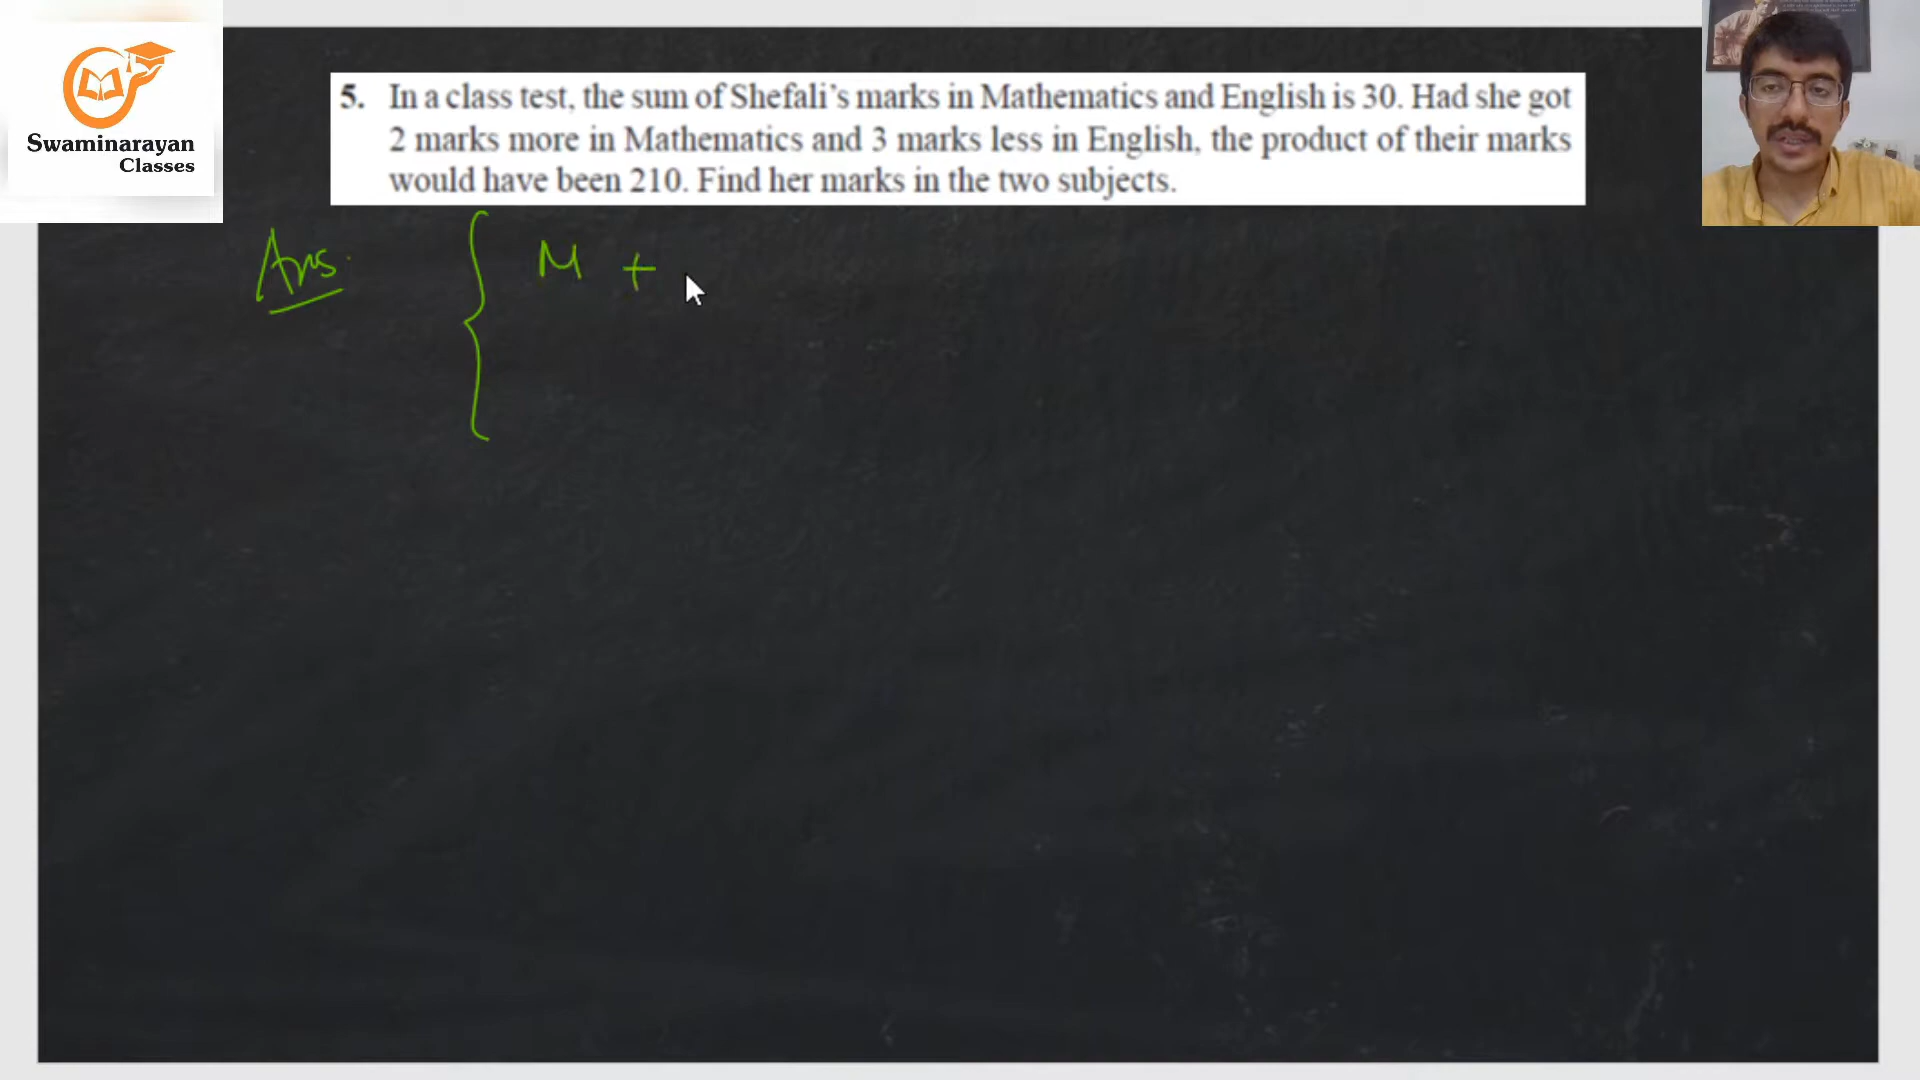 Swaminarayan
Classes
5. In a class test, the sum of Shefali's marks in Mathematics and English is 30. Had she got
2 marks more in Mathematics and 3 marks less in English, the product of their marks
would have been 210. Find her marks in the two subjects.
Ans.
{ M +